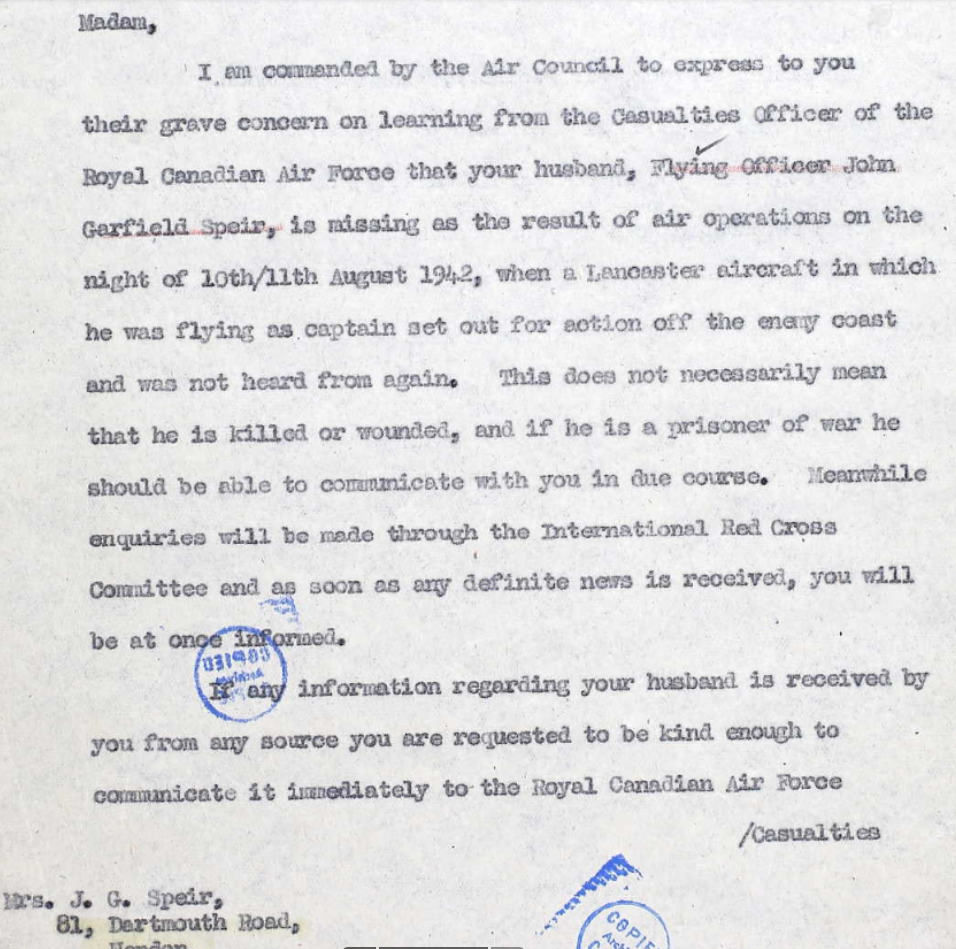 Madam,
I am commanded by the Air Council to express to you
their grave concern on learning from the Casualties Officer of the
Royal Canadian Air Force that your husband, Flying Officer John
Garfield Speir, is missing as the result of air operations on the
night of 10th/11th August 1942, when a Lancaster aircraft in which
he was flying as captain set out for action off the enemy coast
and was not heard from again. This does not necessarily mean
that he is killed or wounded, and if he is a prisoner of war he
should be able to communicate with you in due course. Meanwhile
enquiries will be made through the International Red Cross
Committee and as soon as any definite news is received, you will
be at once informed.
COPIED
If any information regarding your husband is received by
you from any source you are requested to be kind enough to
communicate it immediately to the Royal Canadian Air Force
/Casualties
Mrs. J. G. Speir,
81, Dartmouth Road,
Hendon
COPIE